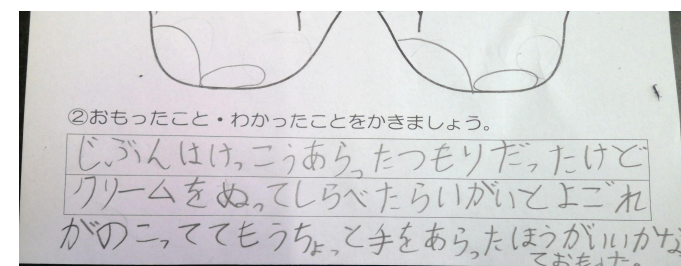 ②おもったこと・わかったことをかきましょう。
じぶんはけっこうあらったつもりだったけど
クリームをぬってしらべたらいがいとよごれ
がのこっててもうちょっと手をあらったほうがいいかな
ておもった。